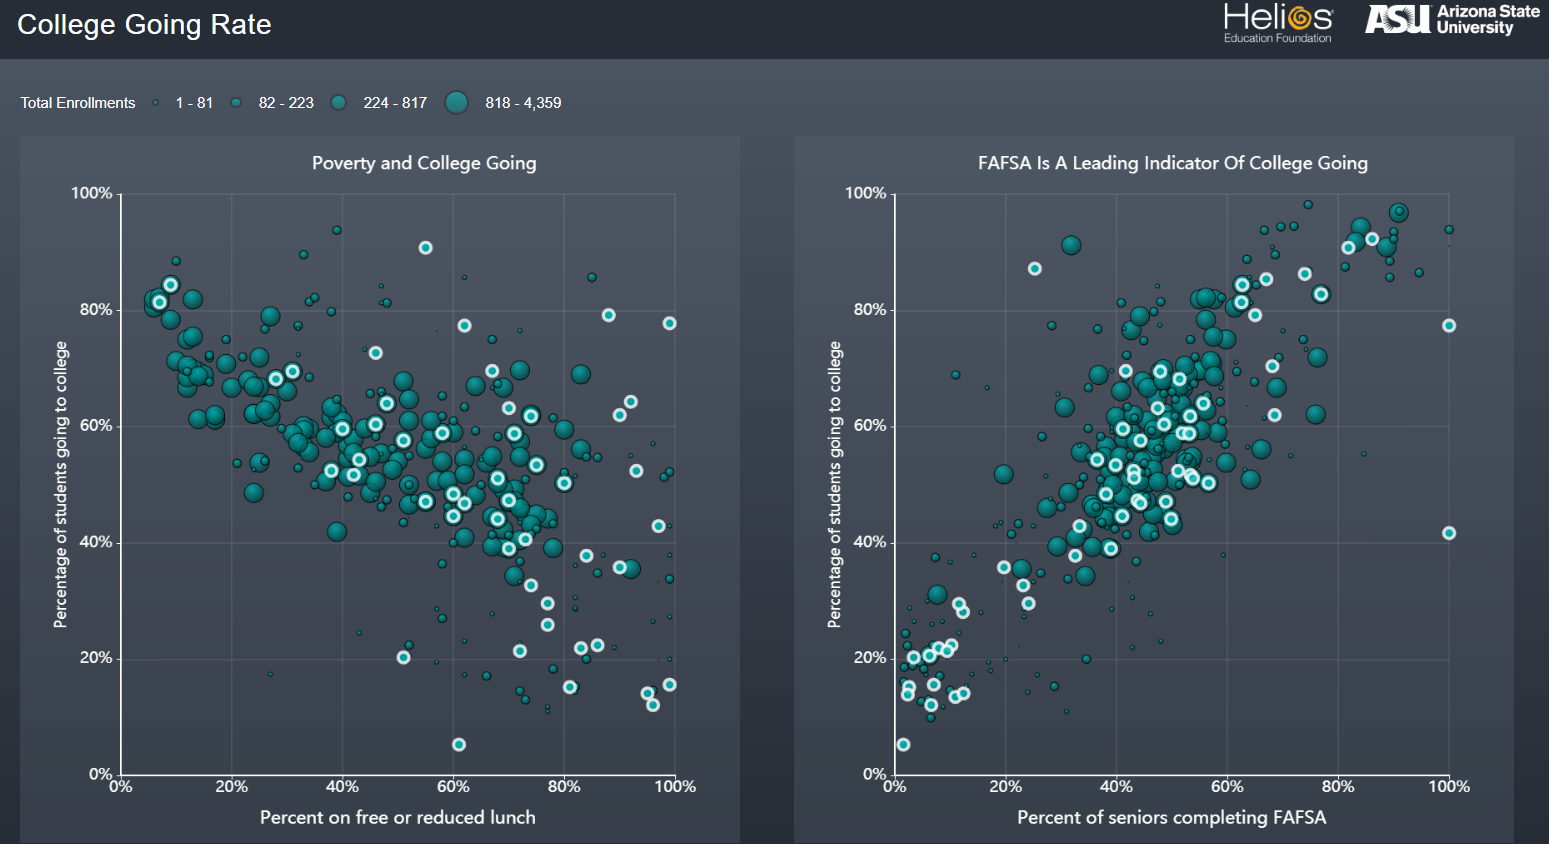 College Going Rate
Helios®
Education Foundation
ASU Arizona State
University
Total Enrollments 1 - 81 82 - 223 224 - 817 818 - 4,359
Poverty and College Going
100%
80%
60%
40%
20%
0%
Percentage of students going to college
0% 20% 40% 60% 80% 100%
Percent on free or reduced lunch
FAFSA Is A Leading Indicator Of College Going
100%
80%
60%
40%
20%
0%
Percentage of students going to college
0% 20% 40% 60% 80% 100%
Percent of seniors completing FAFSA